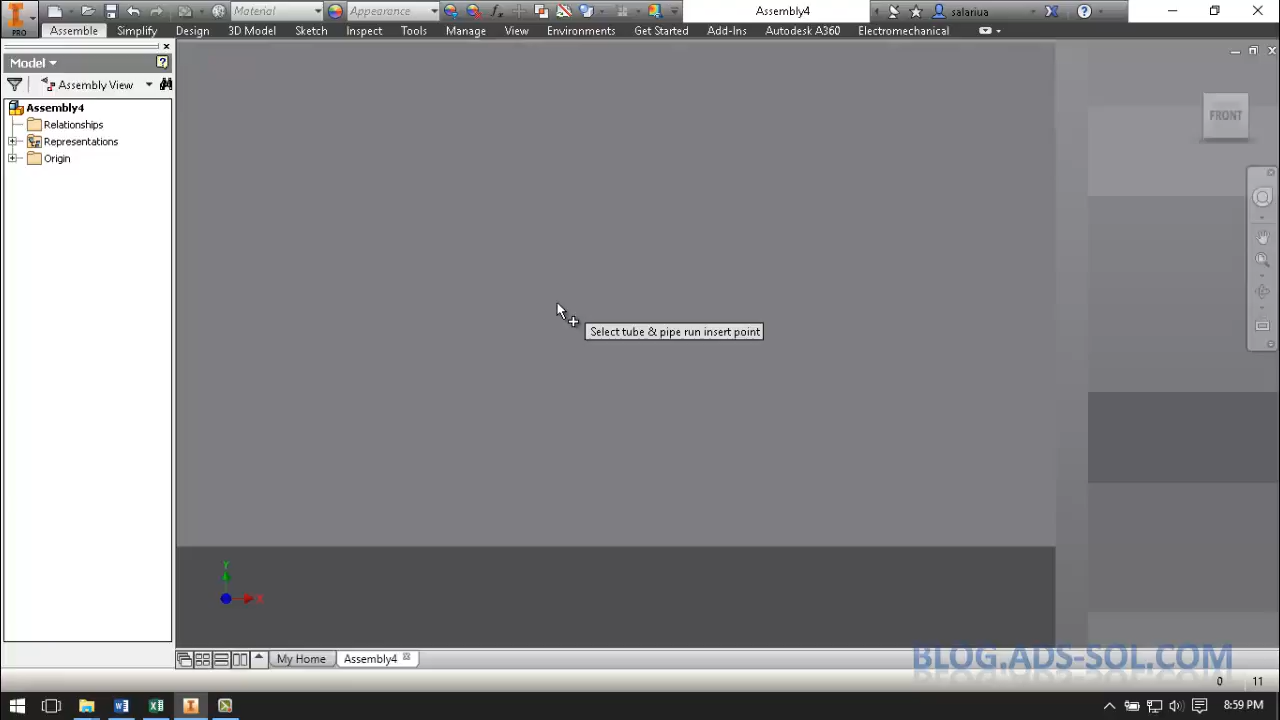 PRO
Material
Appearance
Assembly4
salariua
Assemble Simplify Design 3D Model Sketch Inspect Tools Manage View Environments Get Started Add-Ins Autodesk A360 Electromechanical
Model
Assembly View
Assembly4
Relationships
Representations
Origin
FRONT
Select tube & pipe run insert point
Y
X
My Home Assembly4
BLOG.ADS-SOL.COM
0 11
8:59 PM